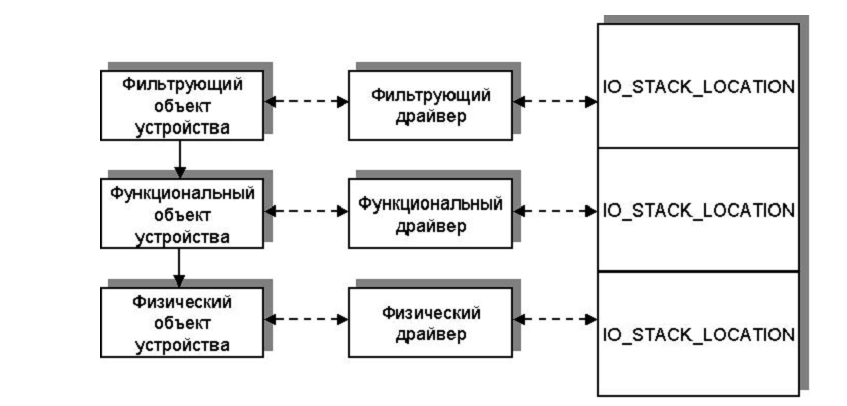 Фильтрующий
объект
устройства
Фильтрующий
драйвер
IO_STACK_LOCATION
Функциональный
объект
устройства
Функциональный
драйвер
IO_STACK_LOCATION
Физический
объект
устройства
Физический
драйвер
IO_STACK_LOCATION